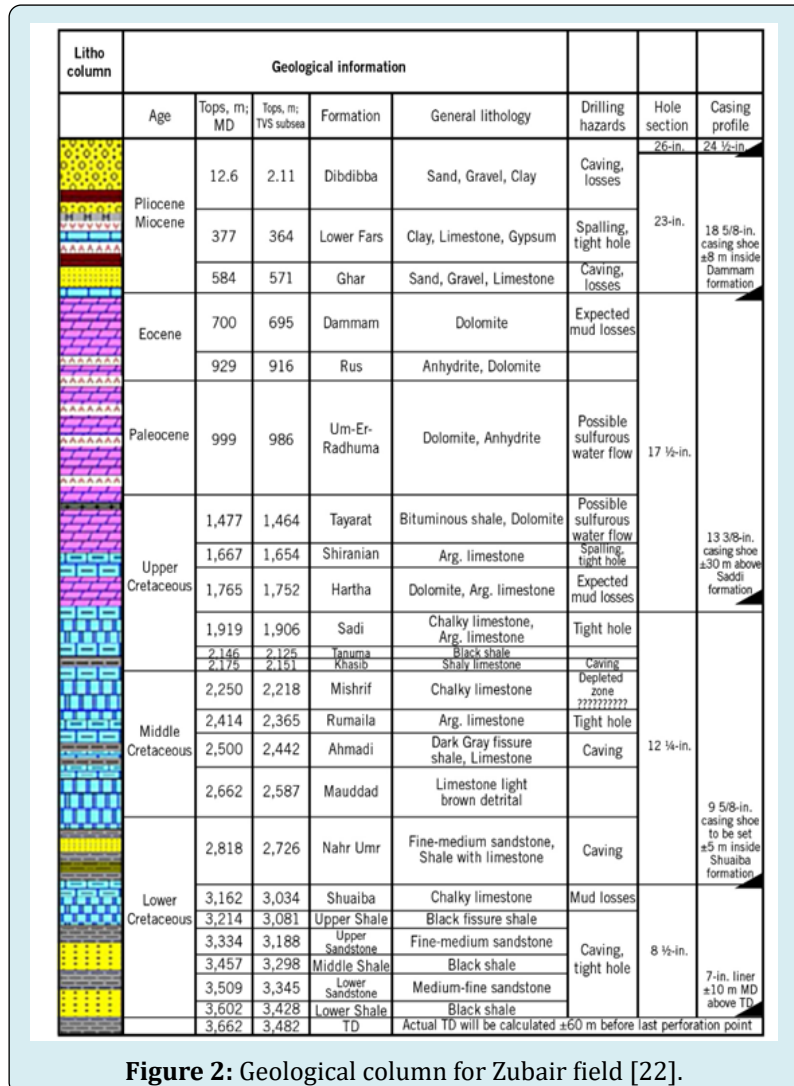 Litho column
Geological information
Age
Tops, m; MD
Tops, m; TVS subsea
Formation
General lithology
Drilling hazards
Hole section
Casing profile
26-in.
24 ½-in.
Pliocene Miocene
12.6
2.11
Dibdibba
Sand, Gravel, Clay
Caving, losses
23-in.
377
364
Lower Fars
Clay, Limestone, Gypsum
Spalling, tight hole
18 5/8-in. casing shoe ±8 m inside Dammam formation
584
571
Ghar
Sand, Gravel, Limestone
Caving, losses
Eocene
700
695
Dammam
Dolomite
Expected mud losses
929
916
Rus
Anhydrite, Dolomite
Paleocene
999
986
Um-Er-Radhuma
Dolomite, Anhydrite
Possible sulfurous water flow
17 ½-in.
Upper Cretaceous
1,477
1,464
Tayarat
Bituminous shale, Dolomite
Possible sulfurous water flow
13 3/8-in. casing shoe ±30 m above Saddi formation
1,667
1,654
Shiranian
Arg. limestone
Spalling, tight hole
1,765
1,752
Hartha
Dolomite, Arg. limestone
Expected mud losses
1,919
1,906
Sadi
Chalky limestone, Arg. limestone
Tight hole
2,146
2,125
Tanuma
Black shale
2,175
2,151
Khasib
Shaly limestone
Caving
Middle Cretaceous
2,250
2,218
Mishrif
Chalky limestone
Depleted zone ??????????
2,414
2,365
Rumaila
Arg. limestone
Tight hole
2,500
2,442
Ahmadi
Dark Gray fissure shale, Limestone
Caving
12 ¼-in.
2,662
2,587
Mauddad
Limestone light brown detrital
9 5/8-in. casing shoe to be set ±5 m inside Shuaiba formation
Lower Cretaceous
2,818
2,726
Nahr Umr
Fine-medium sandstone, Shale with limestone
Caving
3,162
3,034
Shuaiba
Chalky limestone
Mud losses
3,214
3,081
Upper Shale
Black fissure shale
Caving, tight hole
8 ½-in.
3,334
3,188
Upper Sandstone
Fine-medium sandstone
3,457
3,298
Middle Shale
Black shale
7-in. liner ±10 m MD above TD
3,509
3,345
Lower Sandstone
Medium-fine sandstone
3,602
3,428
Lower Shale
Black shale
3,662
3,482
TD
Actual TD will be calculated ±60 m before last perforation point
Figure 2: Geological column for Zubair field [22].